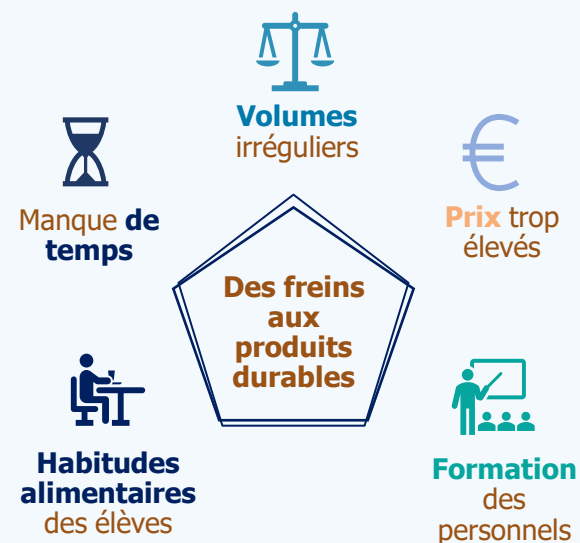 Volumes
irréguliers
Manque de
temps
€
Prix trop
élevés
Des freins
aux
produits
durables
Habitudes
alimentaires
des élèves
Formation
des
personnels